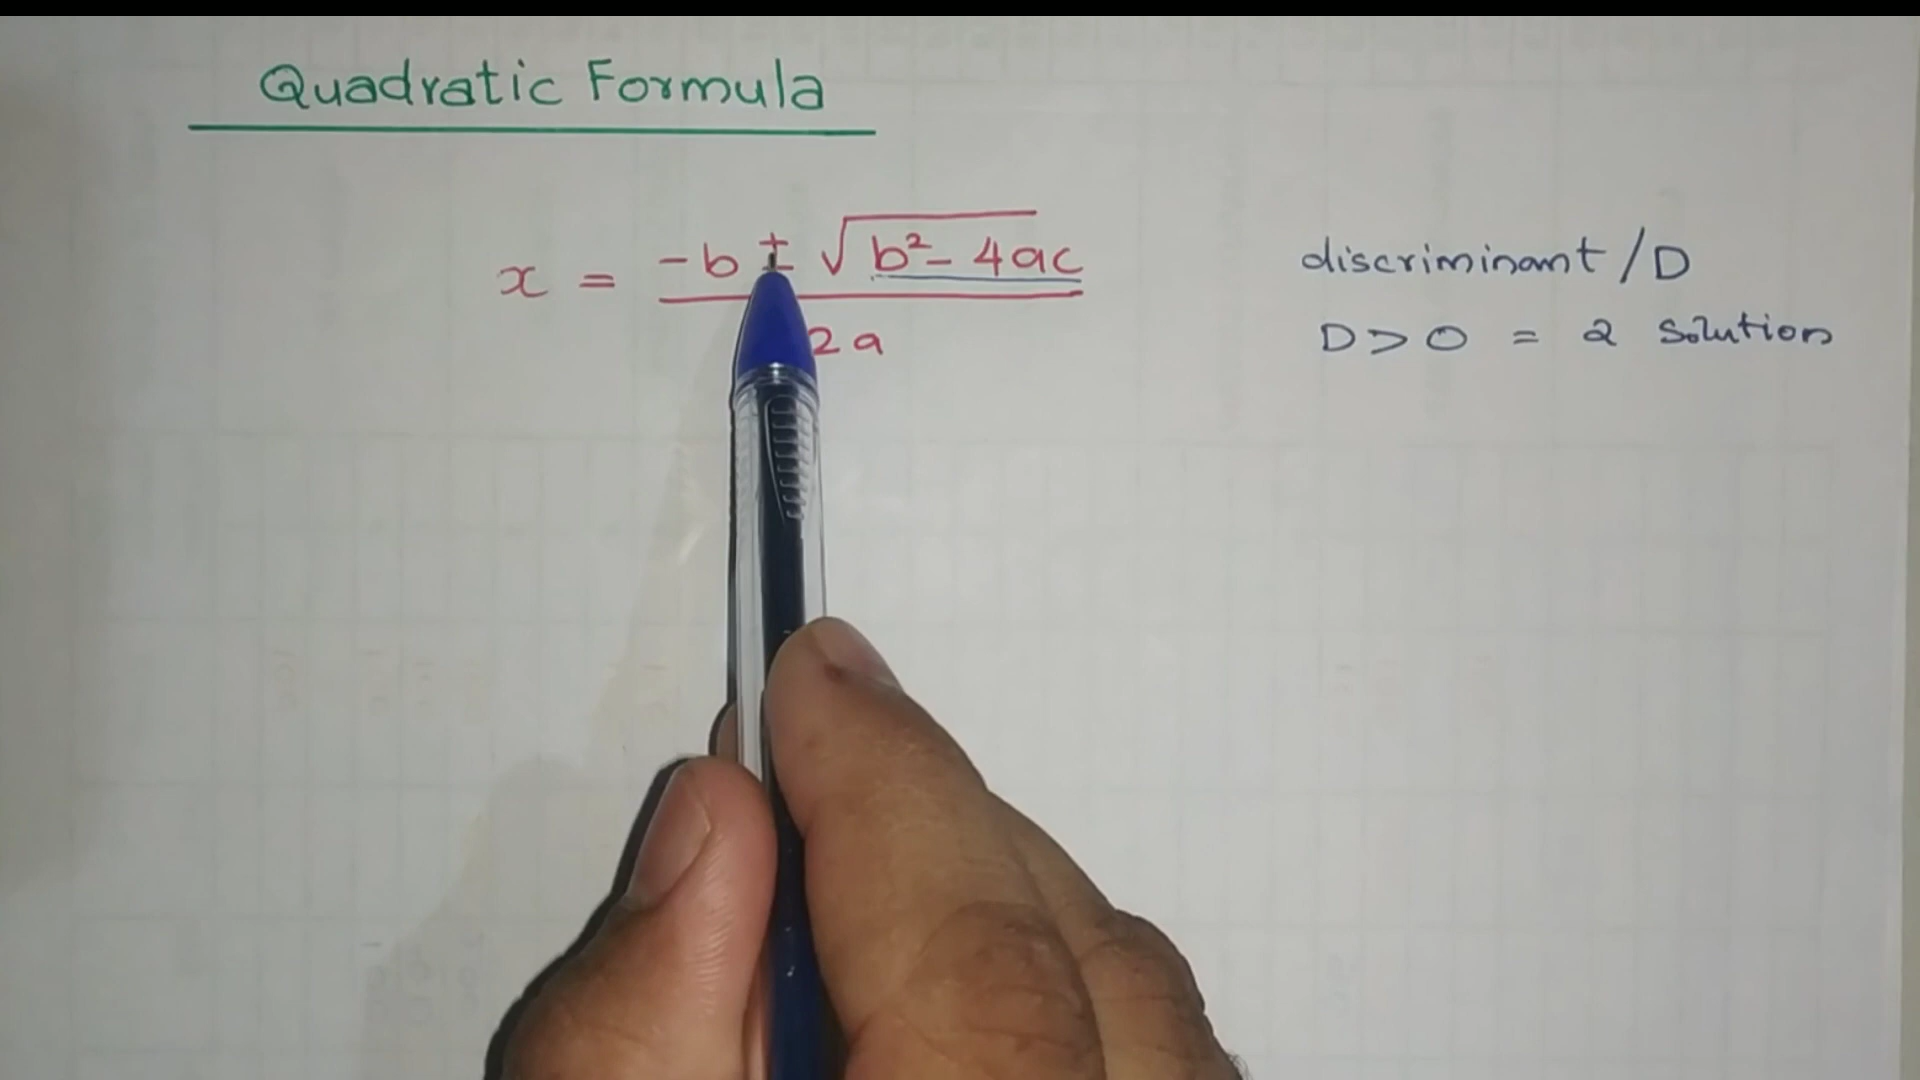 Quadratic Formula
x = -b ± √b²- 4ac
2a
discriminant / D
D > 0 = 2 Solution